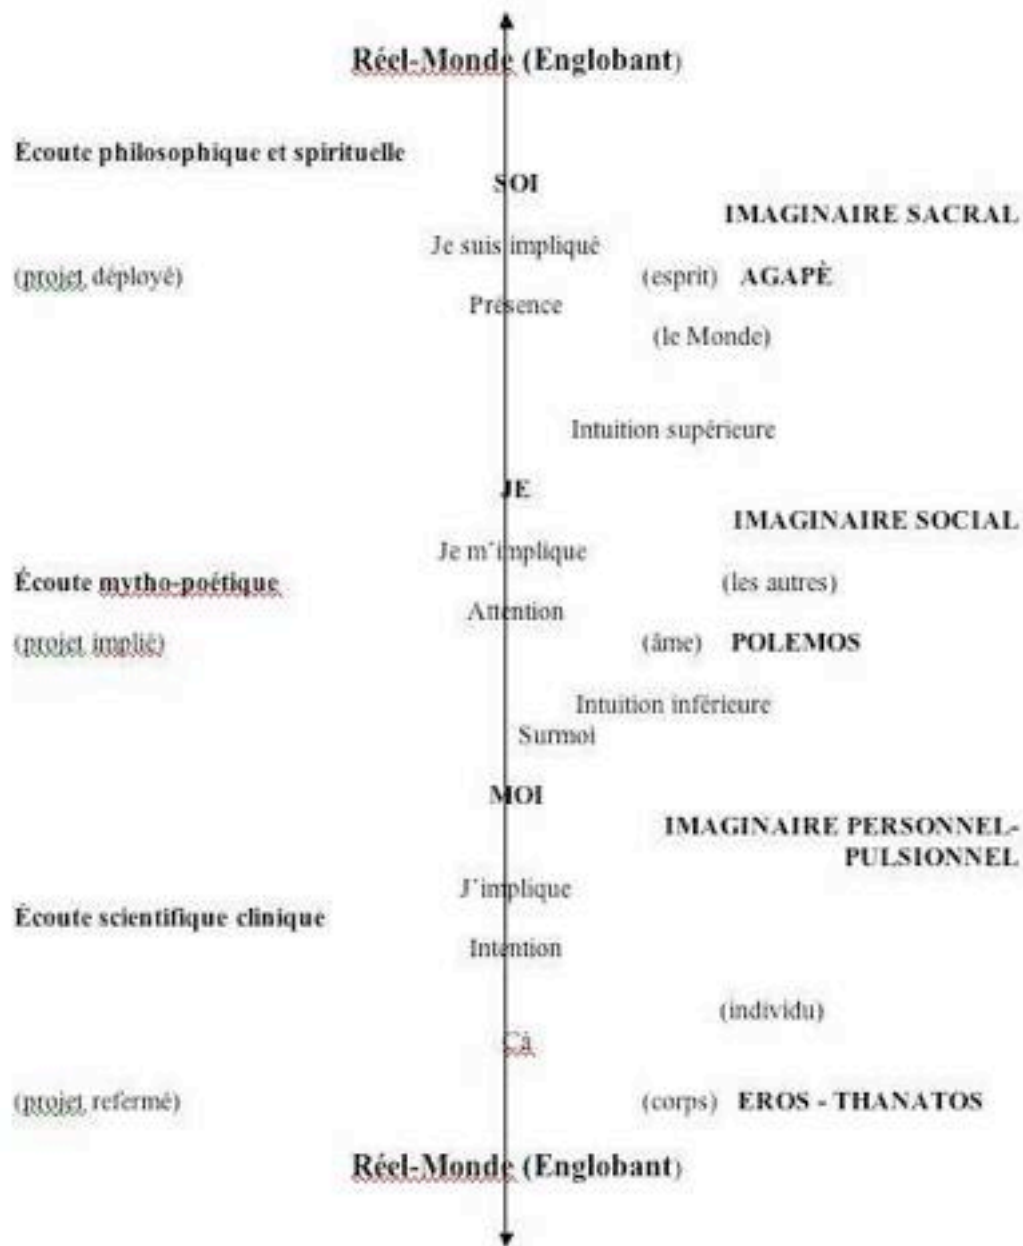 Réel-Monde (Englobant)
Écoute philosophique et spirituelle
SOI
IMAGINAIRE SACRAL
Je suis impliqué
(projet déployé)
(esprit) AGAPÈ
Présence
(le Monde)
Intuition supérieure
JE
IMAGINAIRE SOCIAL
Je m´implique
Écoute mytho-poétique
(les autres)
Attention
(projet implié)
(âme) POLEMOS
Intuition inférieure
Surmoi
MOI
IMAGINAIRE PERSONNEL-
PULSIONNEL
J´implique
Écoute scientifique clinique
Intention
(individu)
Çà
(projet refermé)
(corps) EROS - THANATOS
Réel-Monde (Englobant)